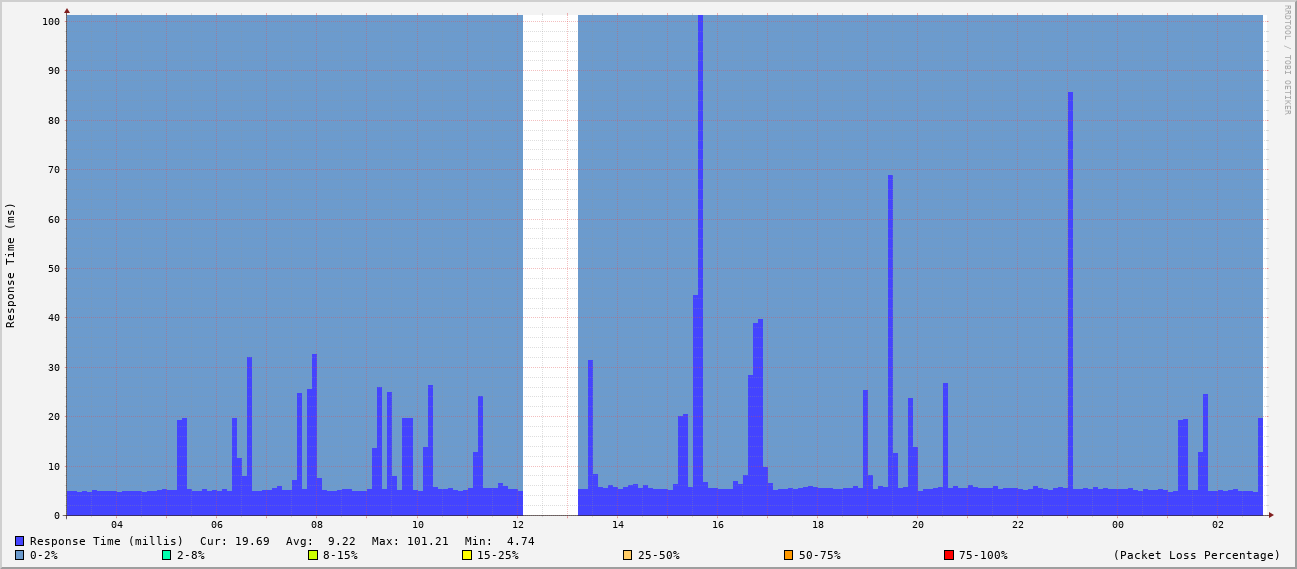 RRDTOOL / TOBI OETIKER
Response Time (ms)
100
90
80
70
60
50
40
30
20
10
0
04 06 08 10 12 14 16 18 20 22 00 02
Response Time (millis) Cur: 19.69 Avg: 9.22 Max: 101.21 Min: 4.74
0-2% 2-8% 8-15% 15-25% 25-50% 50-75% 75-100% (Packet Loss Percentage)